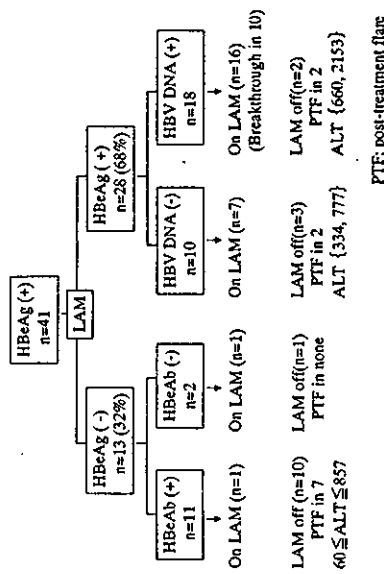 HBeAg (+)
n=41
LAM
HBeAg (-)
n=13 (32%)
HBeAg (+)
n=28 (68%)
HBeAb (+)
n=11
HBeAb (-)
n=2
HBV DNA (-)
n=10
HBV DNA (+)
n=18
On LAM (n=1)
On LAM (n=1)
On LAM (n=7)
On LAM (n=16)
(Breakthrough in 10)
LAM off (n=10)
PTF in 7
60≦ALT≦857
LAM off(n=1)
PTF in none
LAM off(n=3)
PTF in 2
ALT {334, 777}
LAM off(n=2)
PTF in 2
ALT {660, 2153}
PTF: post-treatment flare